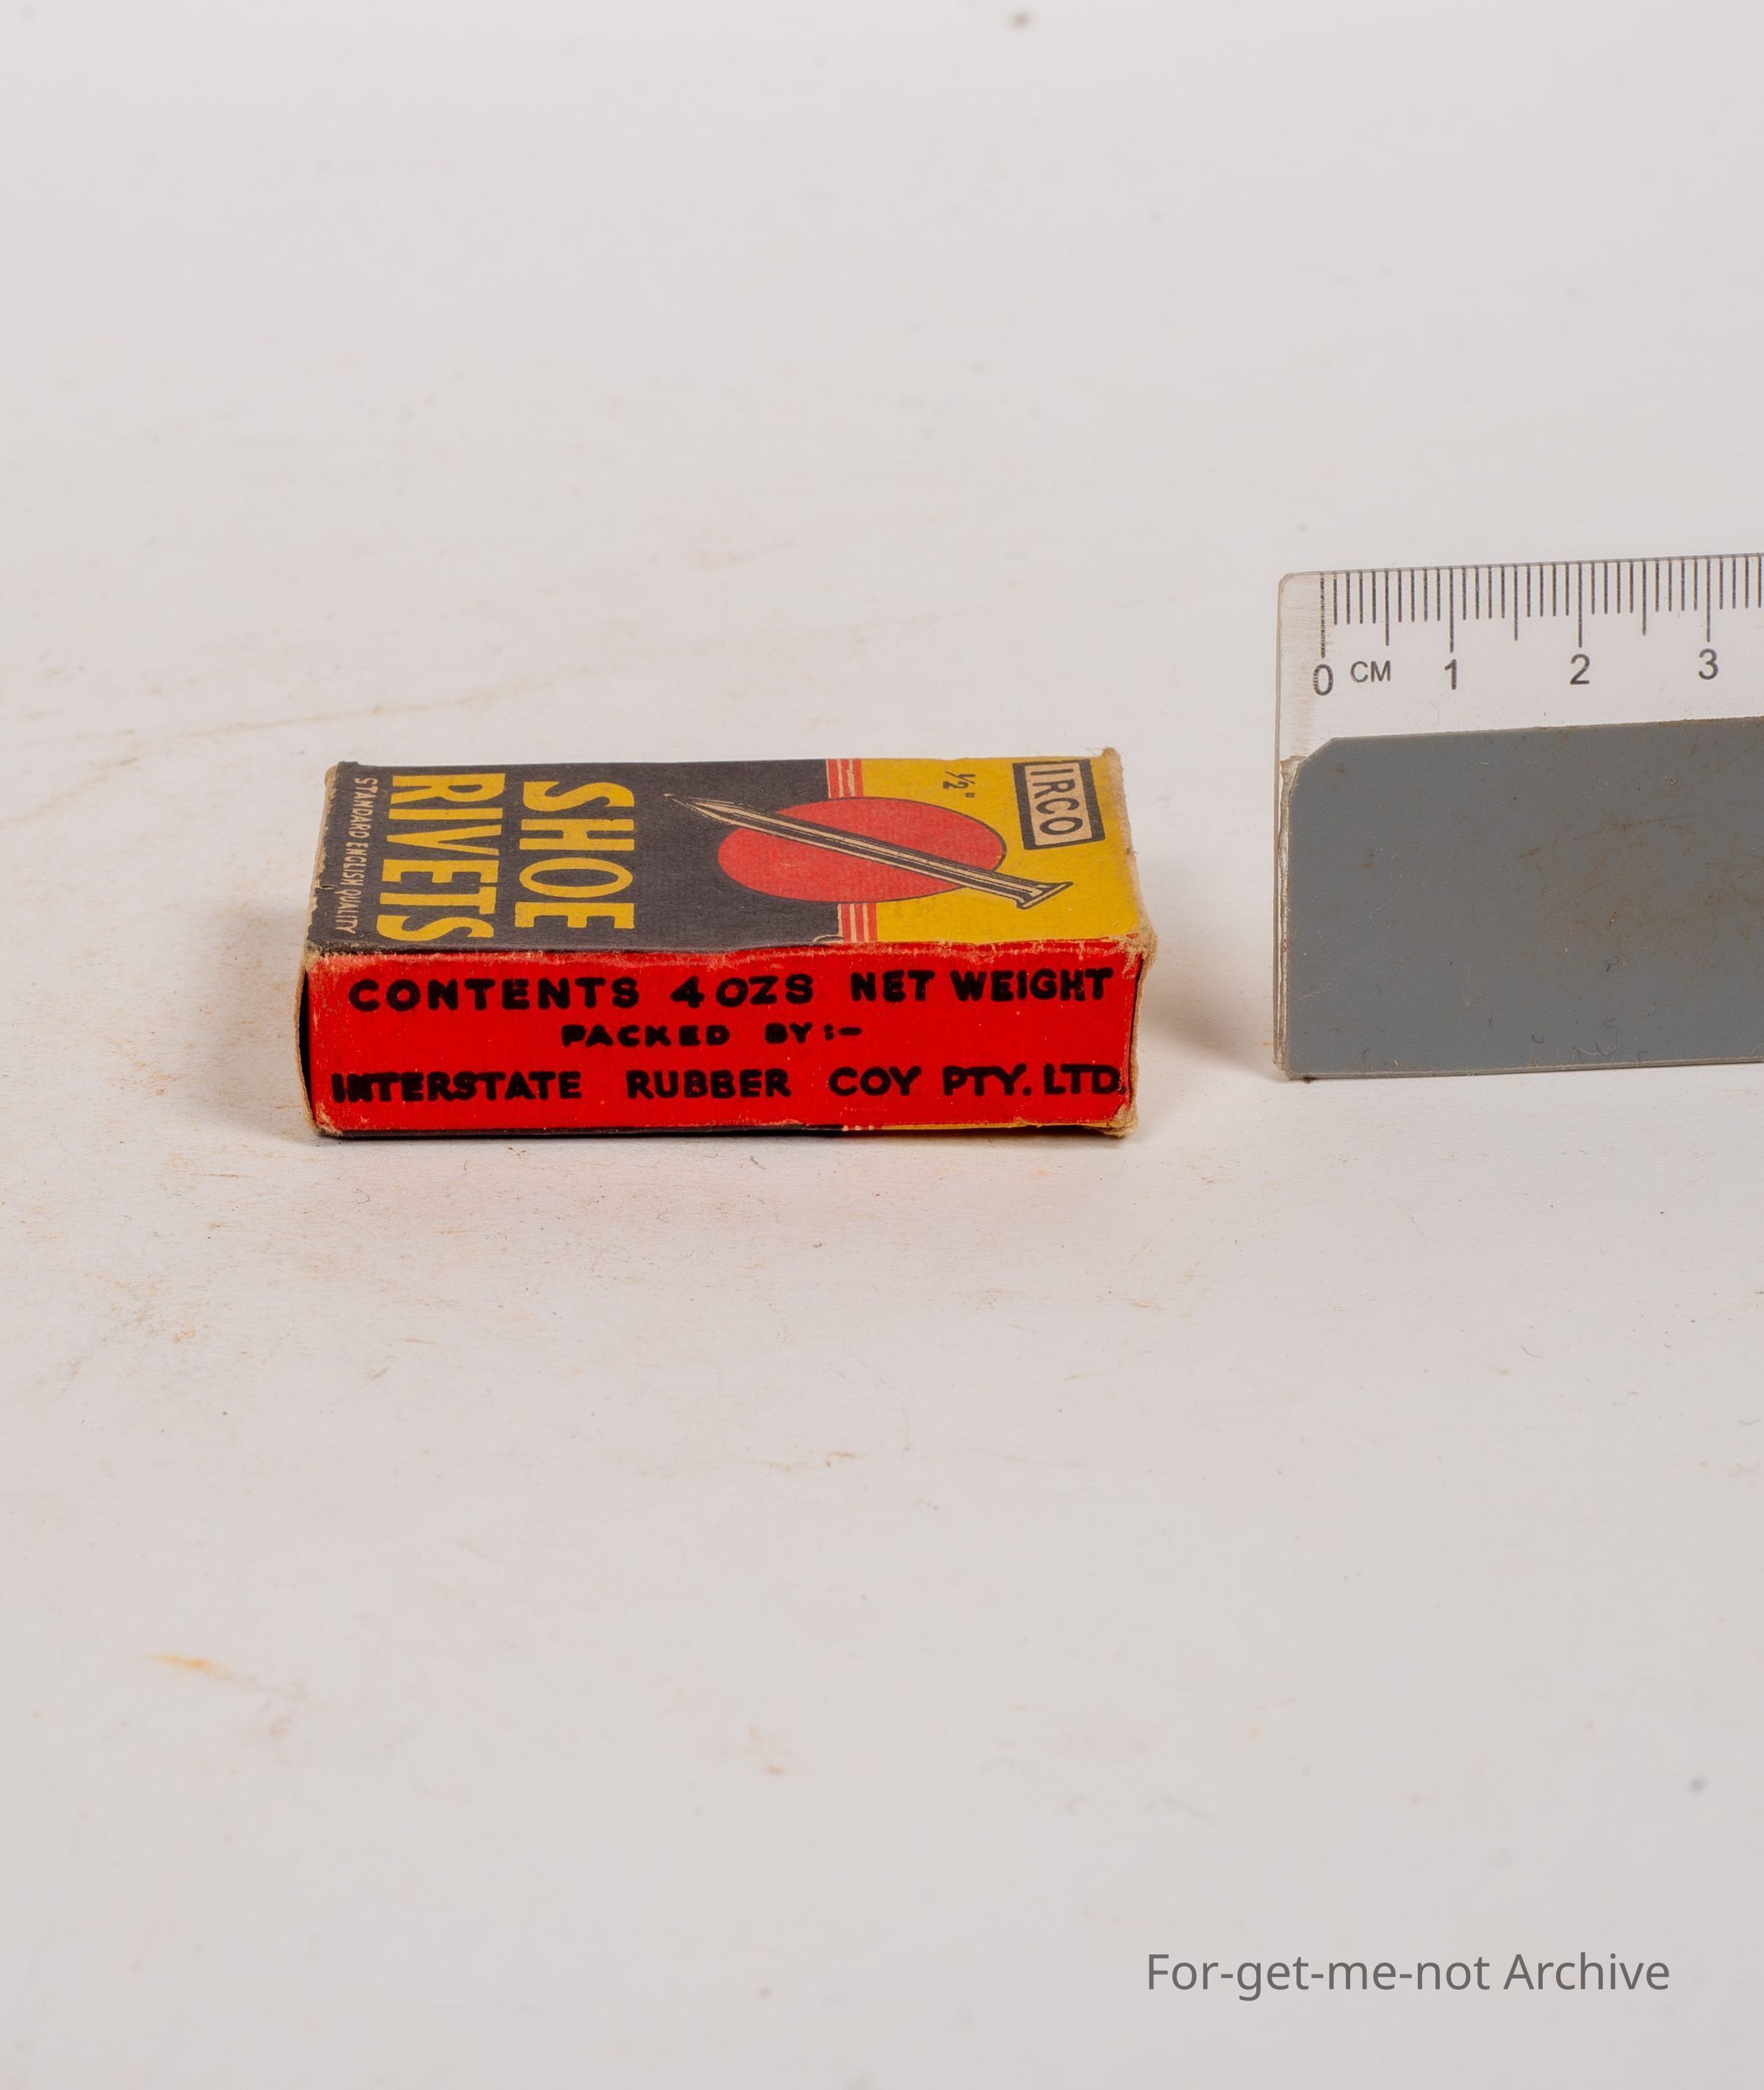 IRCO
½"
SHOE
RIVETS
STANDARD ENGLISH QUALITY
CONTENTS 4 OZS NET WEIGHT
PACKED BY:-
INTERSTATE RUBBER COY PTY. LTD
0 CM 1 2 3
For-get-me-not Archive